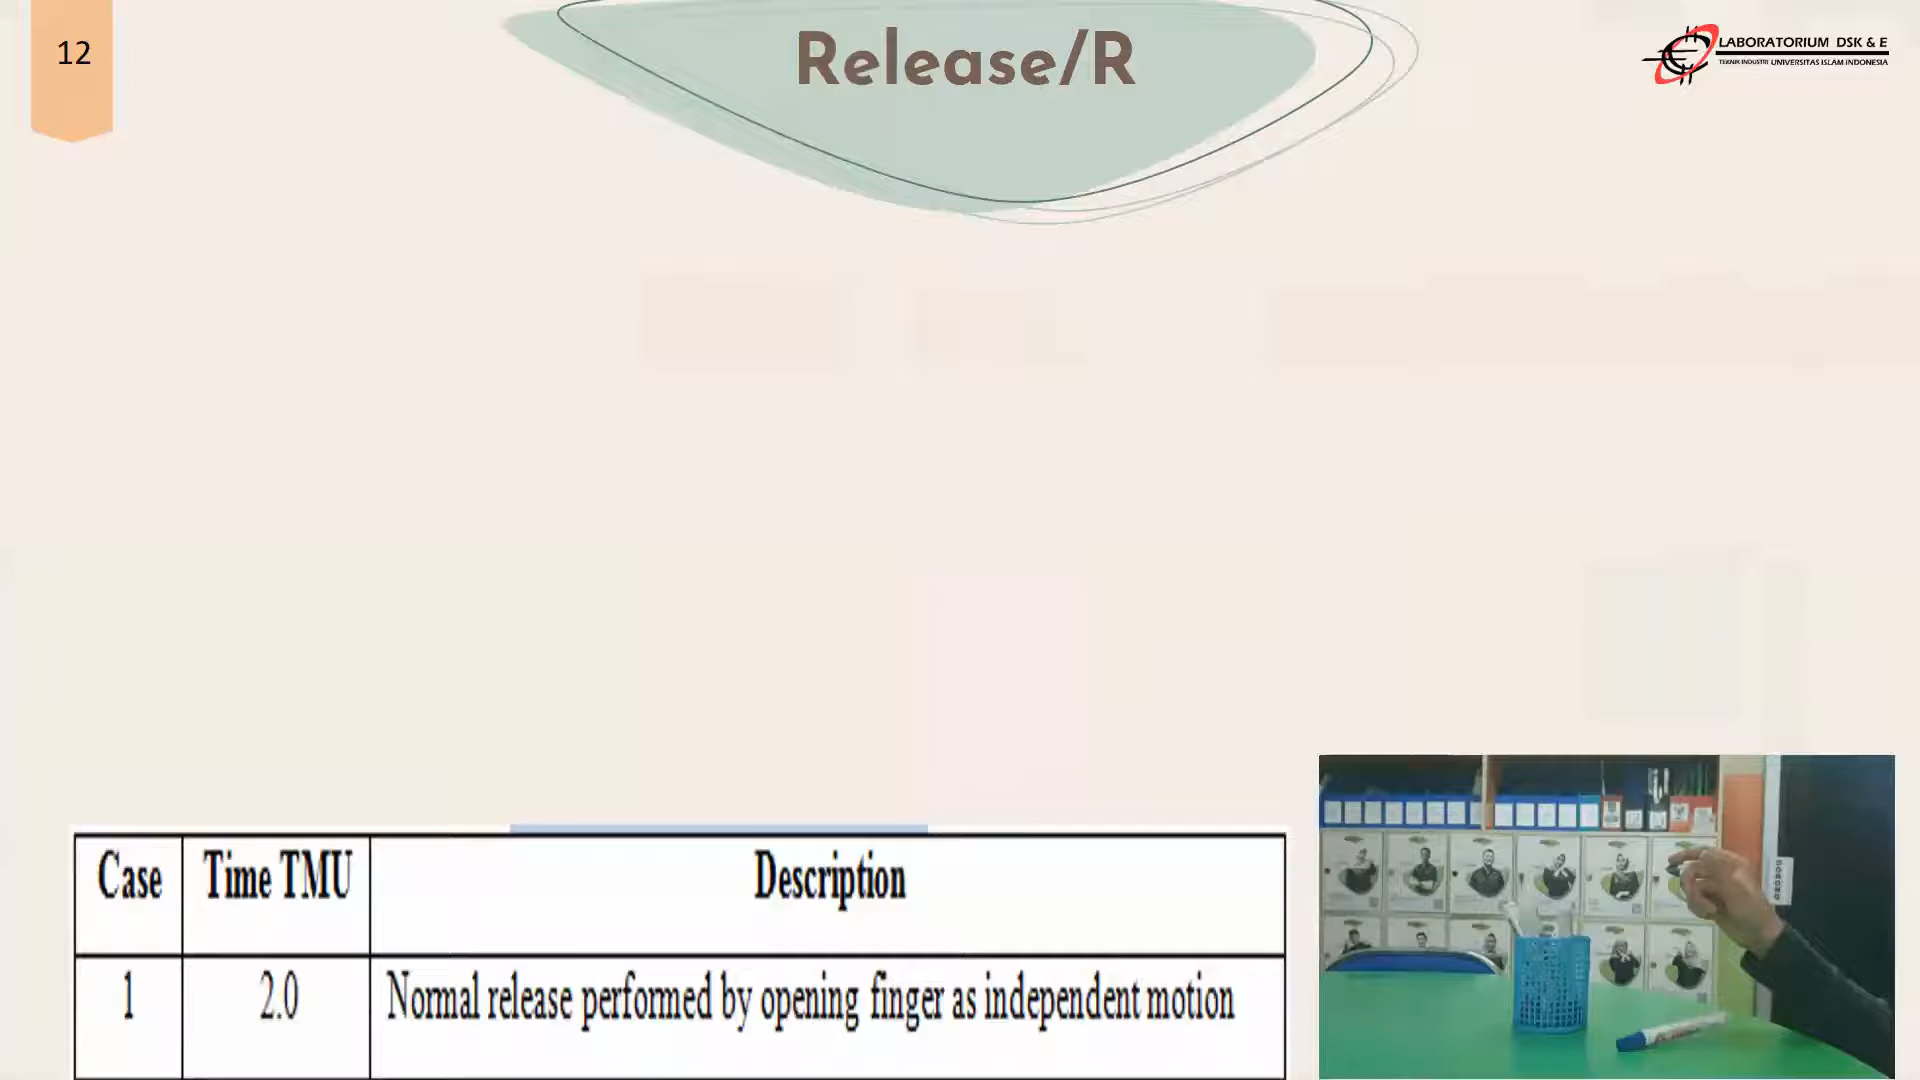 12
Release/R
LABORATORIUM DSK & E
TEKNIK INDUSTRI UNIVERSITAS ISLAM INDONESIA
Case Time TMU Description
1 2.0 Normal release performed by opening finger as independent motion